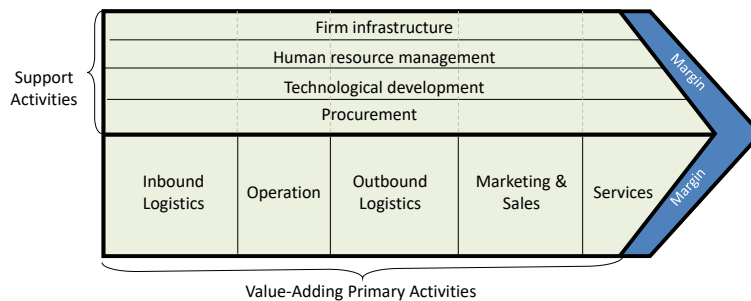 Firm infrastructure
Human resource management
Technological development
Procurement
Support
Activities
Margin
Inbound
Logistics
Operation
Outbound
Logistics
Marketing &
Sales
Services
Margin
Value-Adding Primary Activities